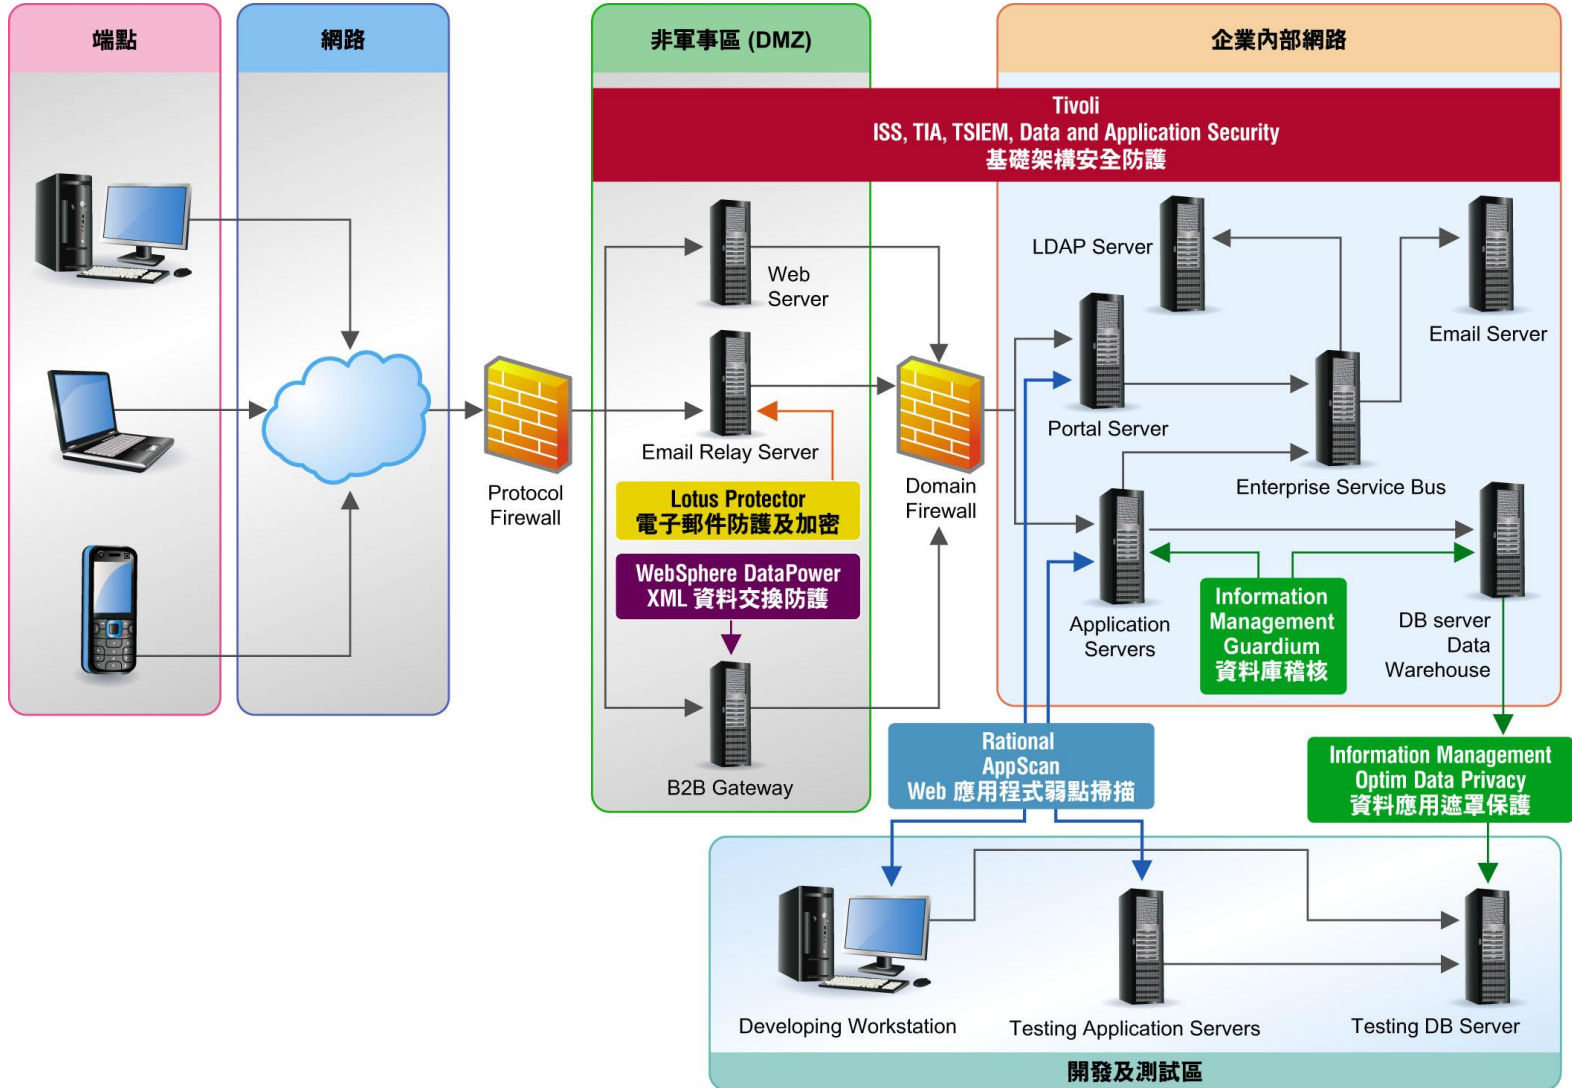 端點
網路
非軍事區 (DMZ)
企業內部網路
Tivoli
ISS, TIA, TSIEM, Data and Application Security
基礎架構安全防護
Web
Server
LDAP Server
Email Server
Portal Server
Email Relay Server
Protocol
Firewall
Domain
Firewall
Enterprise Service Bus
Lotus Protector
電子郵件防護及加密
WebSphere DataPower
XML 資料交換防護
Application
Servers
Information
Management
Guardium
資料庫稽核
DB server
Data
Warehouse
B2B Gateway
Rational
AppScan
Web 應用程式弱點掃描
Information Management
Optim Data Privacy
資料應用遮罩保護
Developing Workstation
Testing Application Servers
Testing DB Server
開發及測試區